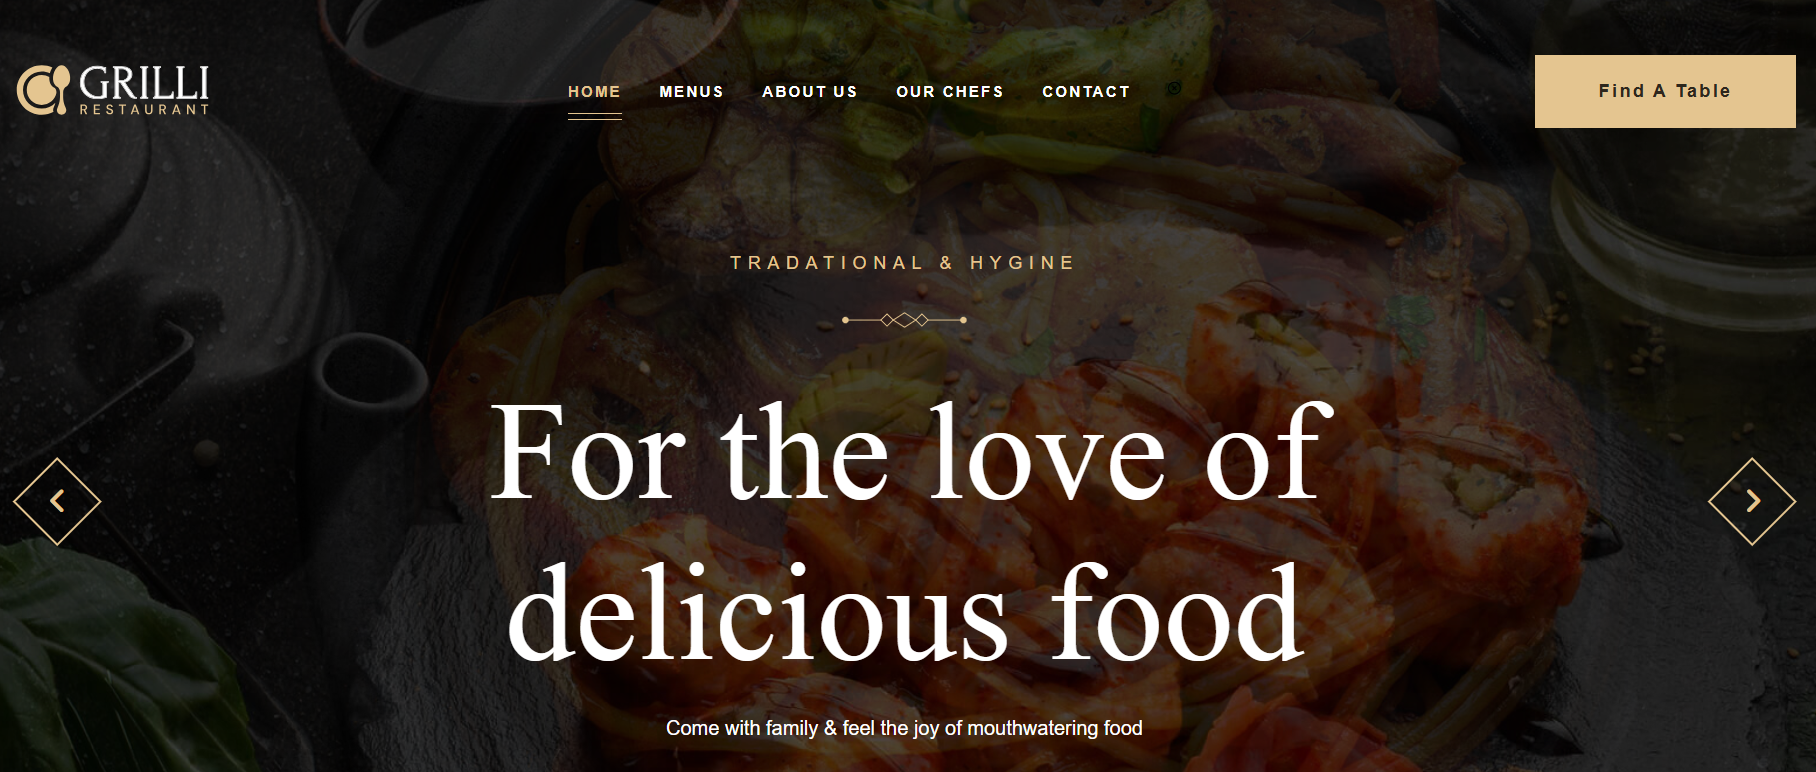 GRILLI
RESTAURANT
HOME MENUS ABOUT US OUR CHEFS CONTACT
Find A Table
TRADATIONAL & HYGINE
For the love of
delicious food
Come with family & feel the joy of mouthwatering food